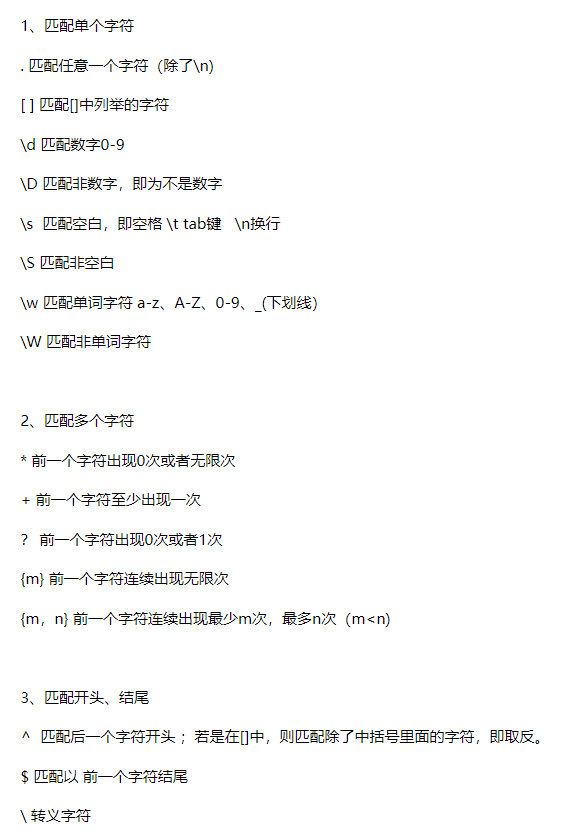 1、匹配单个字符
. 匹配任意一个字符（除了\n)
[ ] 匹配[]中列举的字符
\d 匹配数字0-9
\D 匹配非数字，即为不是数字
\s  匹配空白，即空格 \t tab键   \n换行
\S 匹配非空白
\w 匹配单词字符 a-z、A-Z、0-9、_(下划线）
\W 匹配非单词字符
2、匹配多个字符
* 前一个字符出现0次或者无限次
+ 前一个字符至少出现一次
？ 前一个字符出现0次或者1次
{m} 前一个字符连续出现无限次
{m，n} 前一个字符连续出现最少m次，最多n次（m<n)
3、匹配开头、结尾
^  匹配后一个字符开头 ；若是在[]中，则匹配除了中括号里面的字符，即取反。
$ 匹配以 前一个字符结尾
\ 转义字符